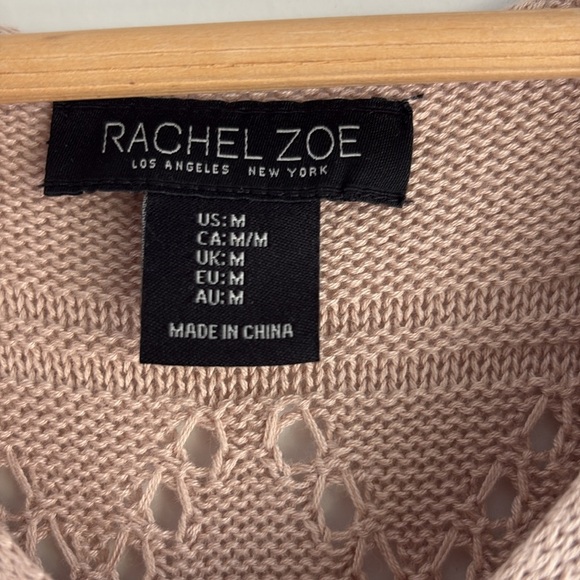 RACHEL ZOE
LOS ANGELES NEW YORK
US: M
CA: M/M
UK: M
EU: M
AU: M
MADE IN CHINA